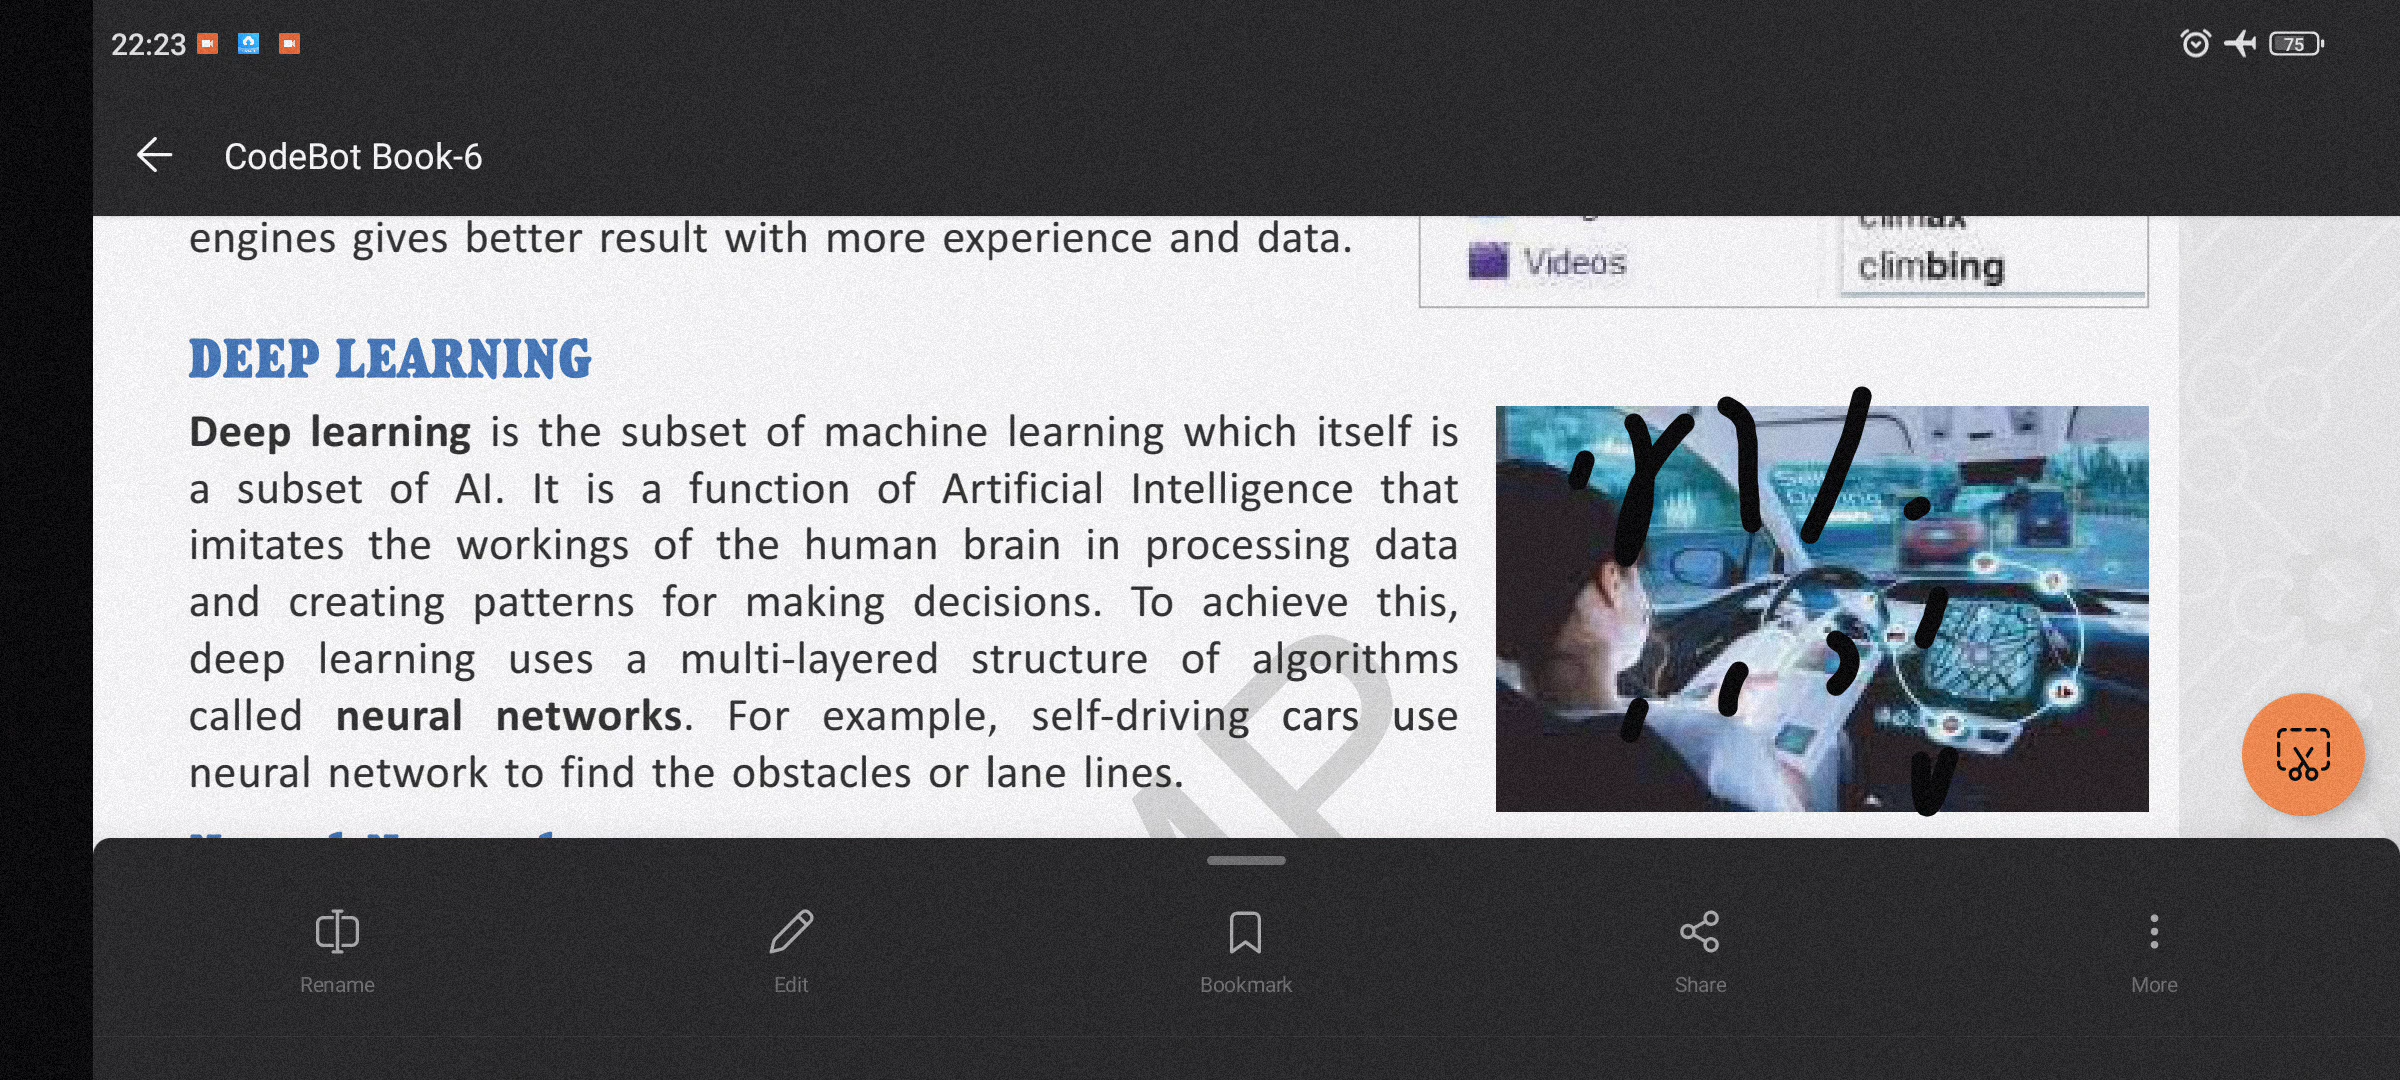 22:23
75
CodeBot Book-6
engines gives better result with more experience and data.
Videos
climax
climbing
DEEP LEARNING
Deep learning is the subset of machine learning which itself is
a subset of AI. It is a function of Artificial Intelligence that
imitates the workings of the human brain in processing data
and creating patterns for making decisions. To achieve this,
deep learning uses a multi-layered structure of algorithms
called neural networks. For example, self-driving cars use
neural network to find the obstacles or lane lines.
Rename
Edit
Bookmark
Share
More